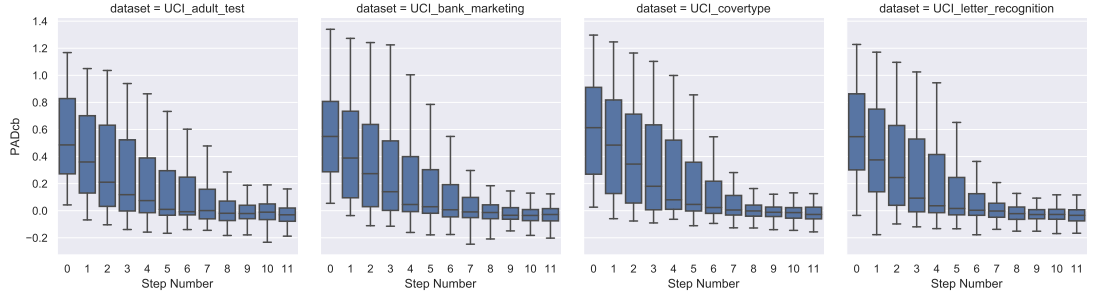 dataset = UCI_adult_test
dataset = UCI_bank_marketing
dataset = UCI_covertype
dataset = UCI_letter_recognition
PADcb
1.4
1.2
1.0
0.8
0.6
0.4
0.2
0.0
−0.2
0 1 2 3 4 5 6 7 8 9 10 11
0 1 2 3 4 5 6 7 8 9 10 11
0 1 2 3 4 5 6 7 8 9 10 11
0 1 2 3 4 5 6 7 8 9 10 11
Step Number
Step Number
Step Number
Step Number